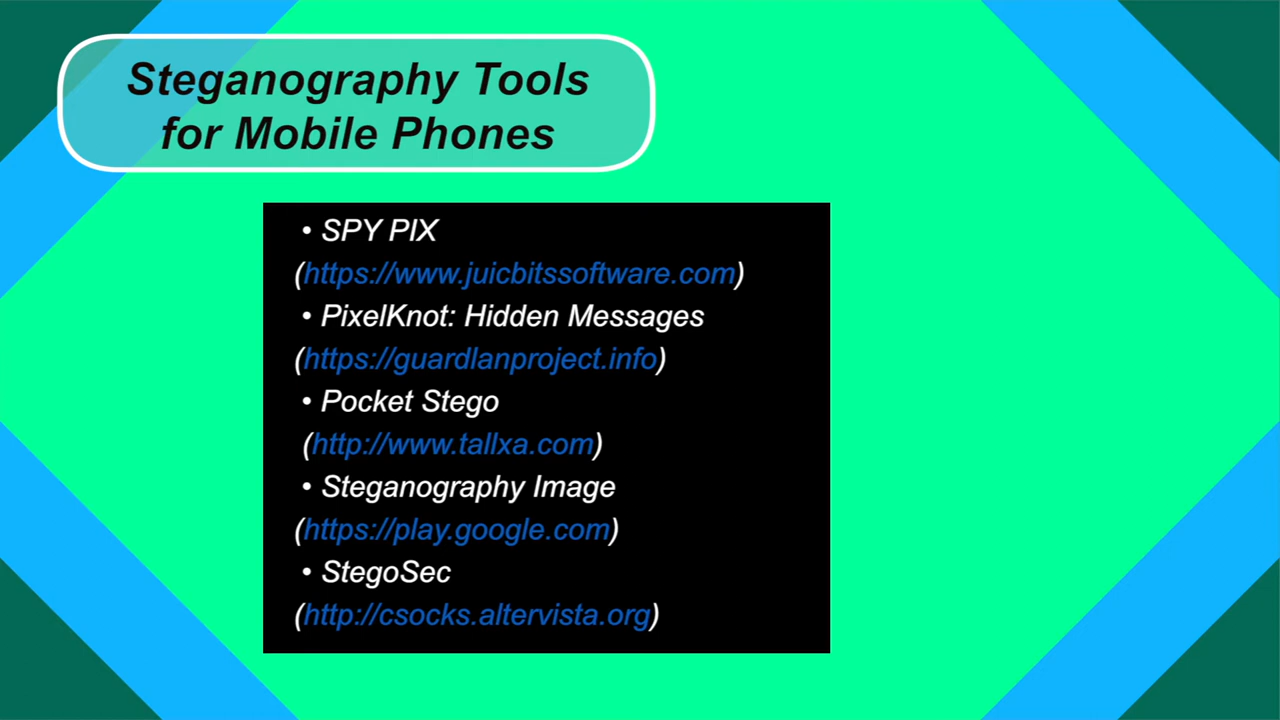 Steganography Tools
for Mobile Phones
• SPY PIX
(https://www.juicbitssoftware.com)
• PixelKnot: Hidden Messages
(https://guardlanproject.info)
• Pocket Stego
(http://www.tallxa.com)
• Steganography Image
(https://play.google.com)
• StegoSec
(http://csocks.altervista.org)